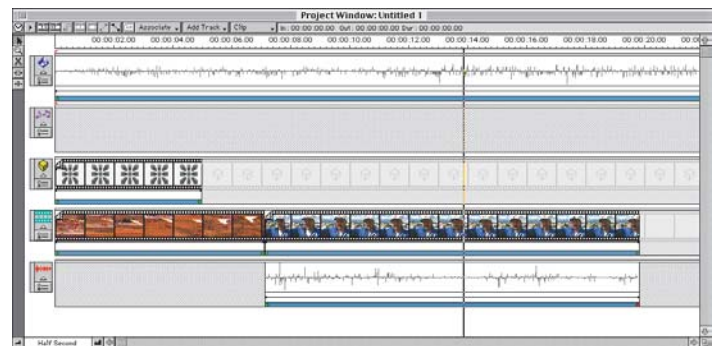 Project Window: Untitled 1
Associate Add Track Clip In: 00:00:00.00 Out: 00:00:00.00 Dur: 00:00:00.00
00:00:02.00 00:00:04.00 00:00:06.00 00:00:08.00 00:00:10.00 00:00:12.00 00:00:14.00 00:00:16.00 00:00:18.00 00:00:20.00
Half Second